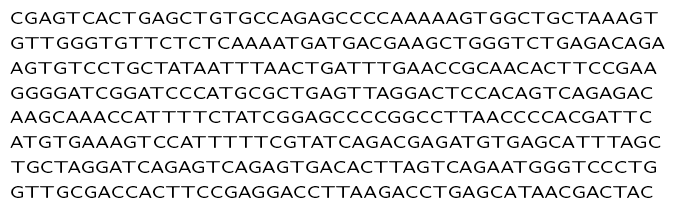 CGAGTCACTGAGCTGTGCCAGAGCCCCAAAAAGTGGCTGCTAAAGT
GTTGGGTGTTCTCTCAAAATGATGACGAAGCTGGGTCTGAGACAGA
AGTGTCCTGCTATAATTTAACTGATTTGAACCGCAACACTTCCGAA
GGGGATCGGATCCCATGCGCTGAGTTAGGACTCCACAGTCAGAGAC
AAGCAAACCATTTTCTATCGGAGCCCCGGCCTTAACCCCACGATTC
ATGTGAAAGTCCATTTTTCGTATCAGACGAGATGTGAGCATTTAGC
TGCTAGGATCAGAGTCAGAGTGACACTTAGTCAGAATGGGTCCCTG
GTTGCGACCACTTCCGAGGACCTTAAGACCTGAGCATAACGACTAC